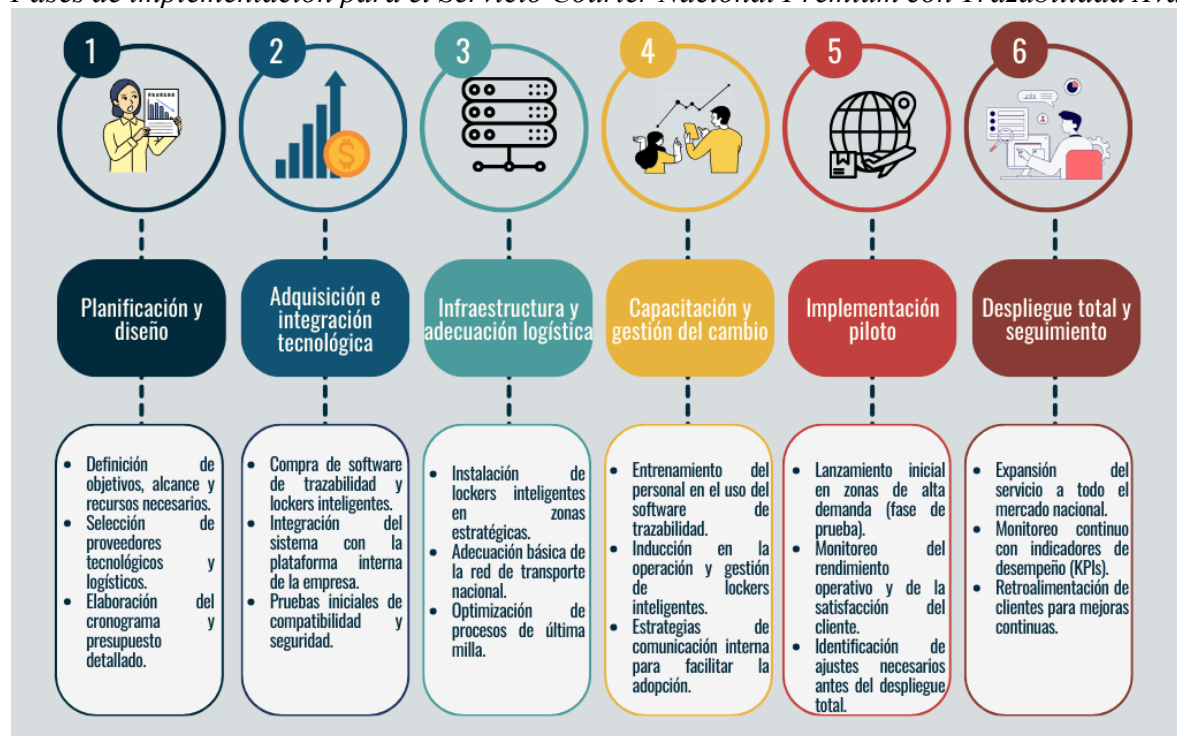 Fases de implementación para el Servicio Courier Nacional Premium con Trazabilidad
1
2
3
4
5
6
Planificación y
diseño
Adquisición e
integración
tecnológica
Infraestructura y
adecuación logística
Capacitación y
gestión del cambio
Implementación
piloto
Despliegue total y
seguimiento
• Definición de
objetivos, alcance y
recursos necesarios.
• Selección de
proveedores
tecnológicos y
logísticos.
• Elaboración del
cronograma y
presupuesto
detallado.
• Compra de software
de trazabilidad y
lockers inteligentes.
• Integración del
sistema con la
plataforma interna
de la empresa.
• Pruebas iniciales de
compatibilidad y
seguridad.
• Instalación de
lockers inteligentes
en zonas
estratégicas.
• Adecuación básica de
la red de transporte
nacional.
• Optimización de
procesos de última
milla.
• Entrenamiento del
personal en el uso del
software de
trazabilidad.
• Inducción en la
operación y gestión
de lockers
inteligentes.
• Estrategias de
comunicación interna
para facilitar la
adopción.
• Lanzamiento inicial
en zonas de alta
demanda (fase de
prueba).
• Monitoreo del
rendimiento
operativo y de la
satisfacción del
cliente.
• Identificación de
ajustes necesarios
antes del despliegue
total.
• Expansión del
servicio a todo el
mercado nacional.
• Monitoreo continuo
con indicadores de
desempeño (KPIs).
• Retroalimentación de
clientes para mejoras
continuas.